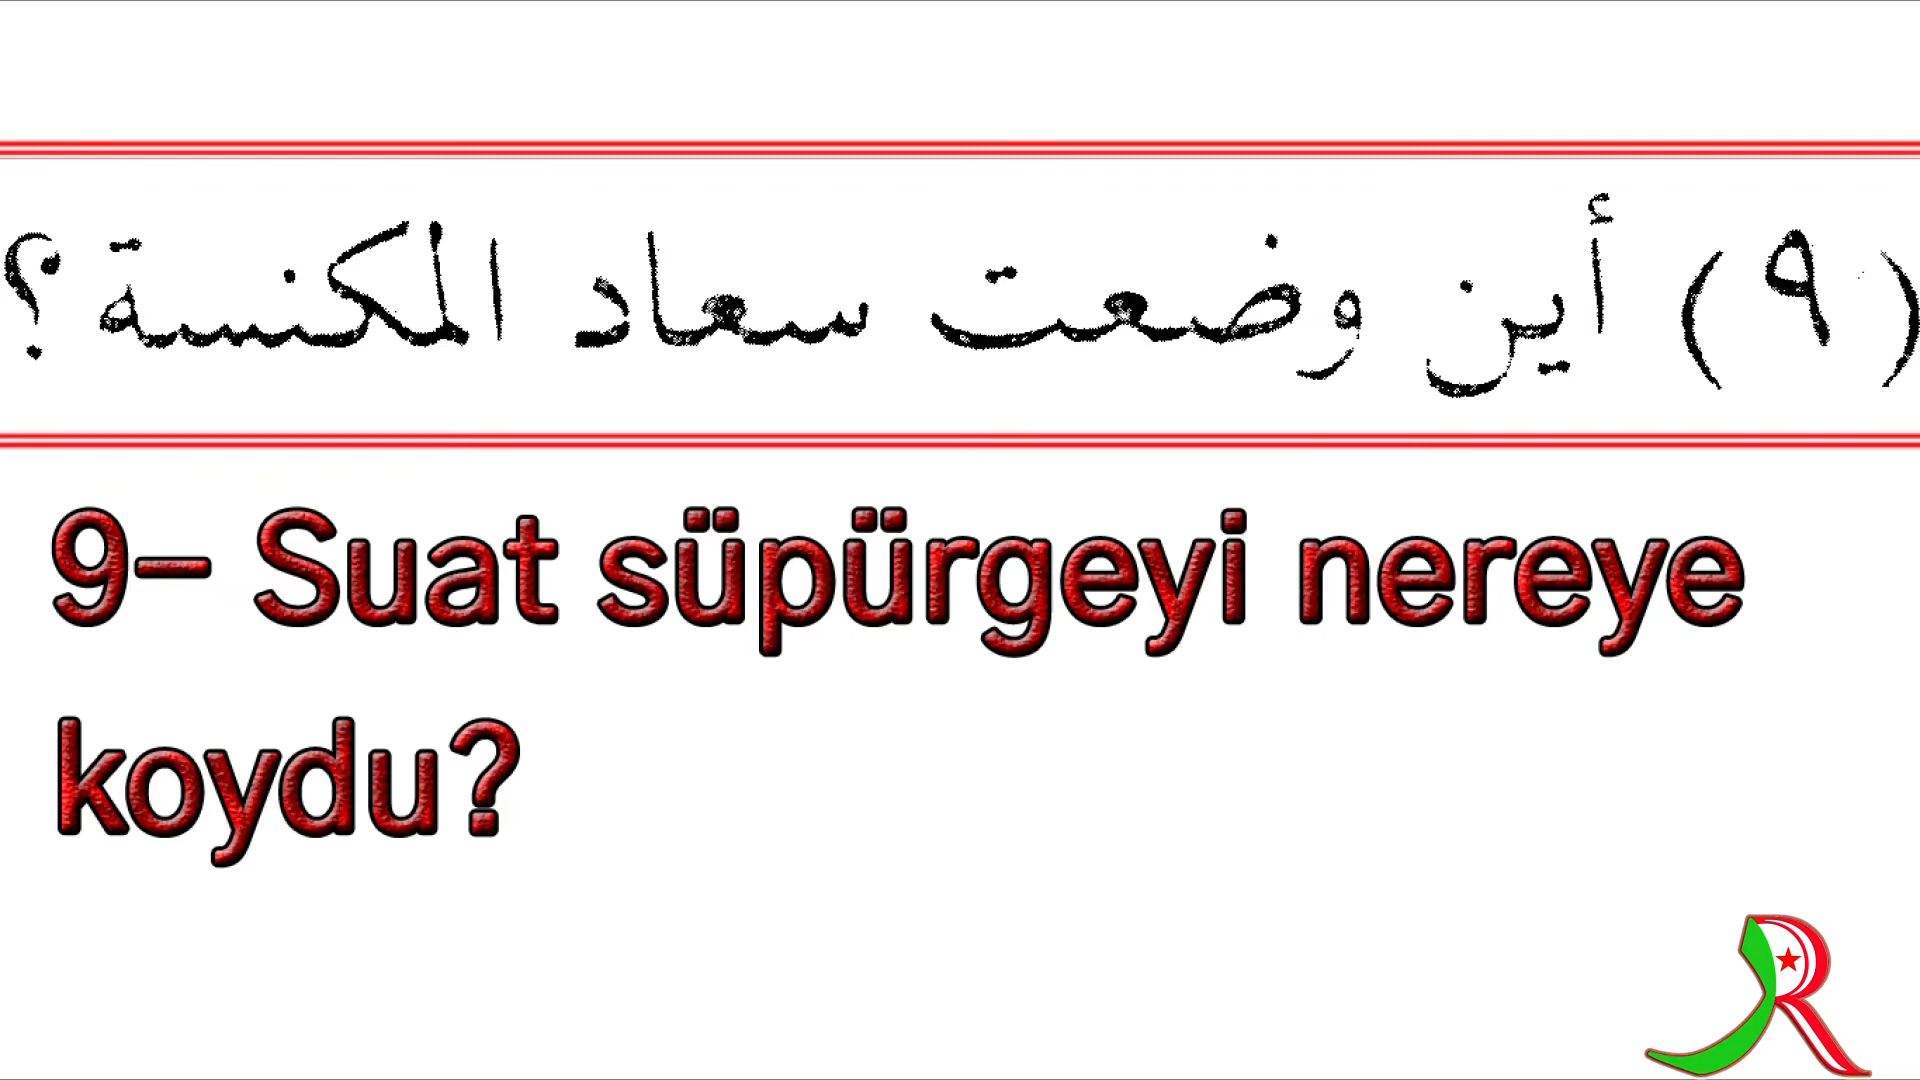 (٩) أين وضعت سعاد المكنسة؟
9- Suat süpürgeyi nereye
koydu?